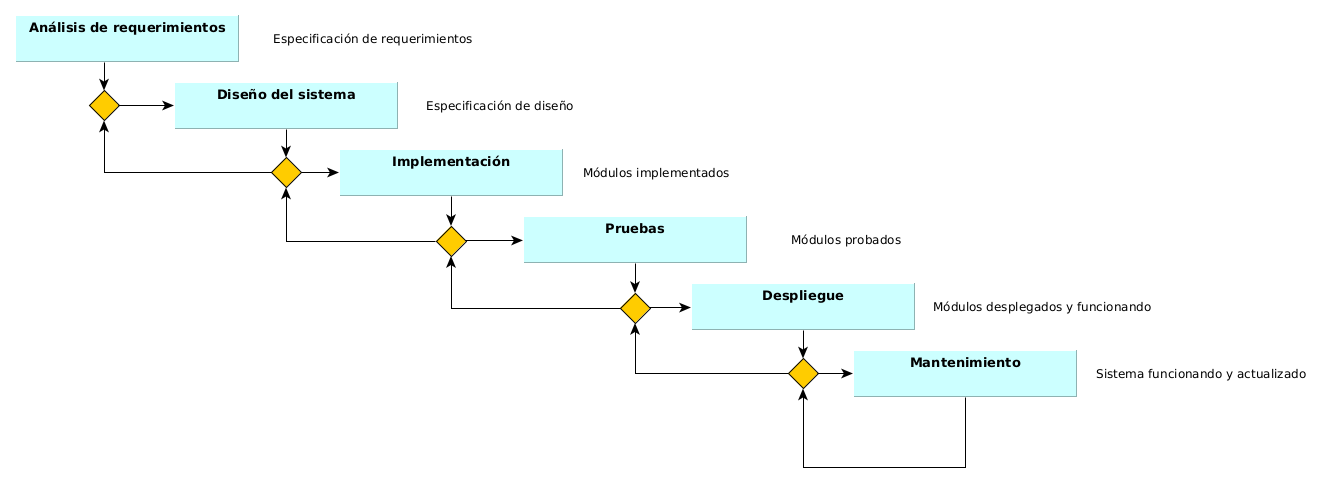 Análisis de requerimientos
Especificación de requerimientos
Diseño del sistema
Especificación de diseño
Implementación
Módulos implementados
Pruebas
Módulos probados
Despliegue
Módulos desplegados y funcionando
Mantenimiento
Sistema funcionando y actualizado